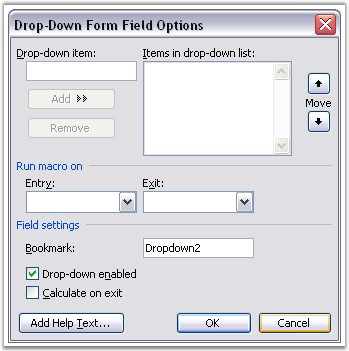 Drop-Down Form Field Options
Drop-down item:
Items in drop-down list:
Add
Remove
Move
Run macro on
Entry:
Exit:
Field settings
Bookmark:
Dropdown2
Drop-down enabled
Calculate on exit
Add Help Text...
OK
Cancel